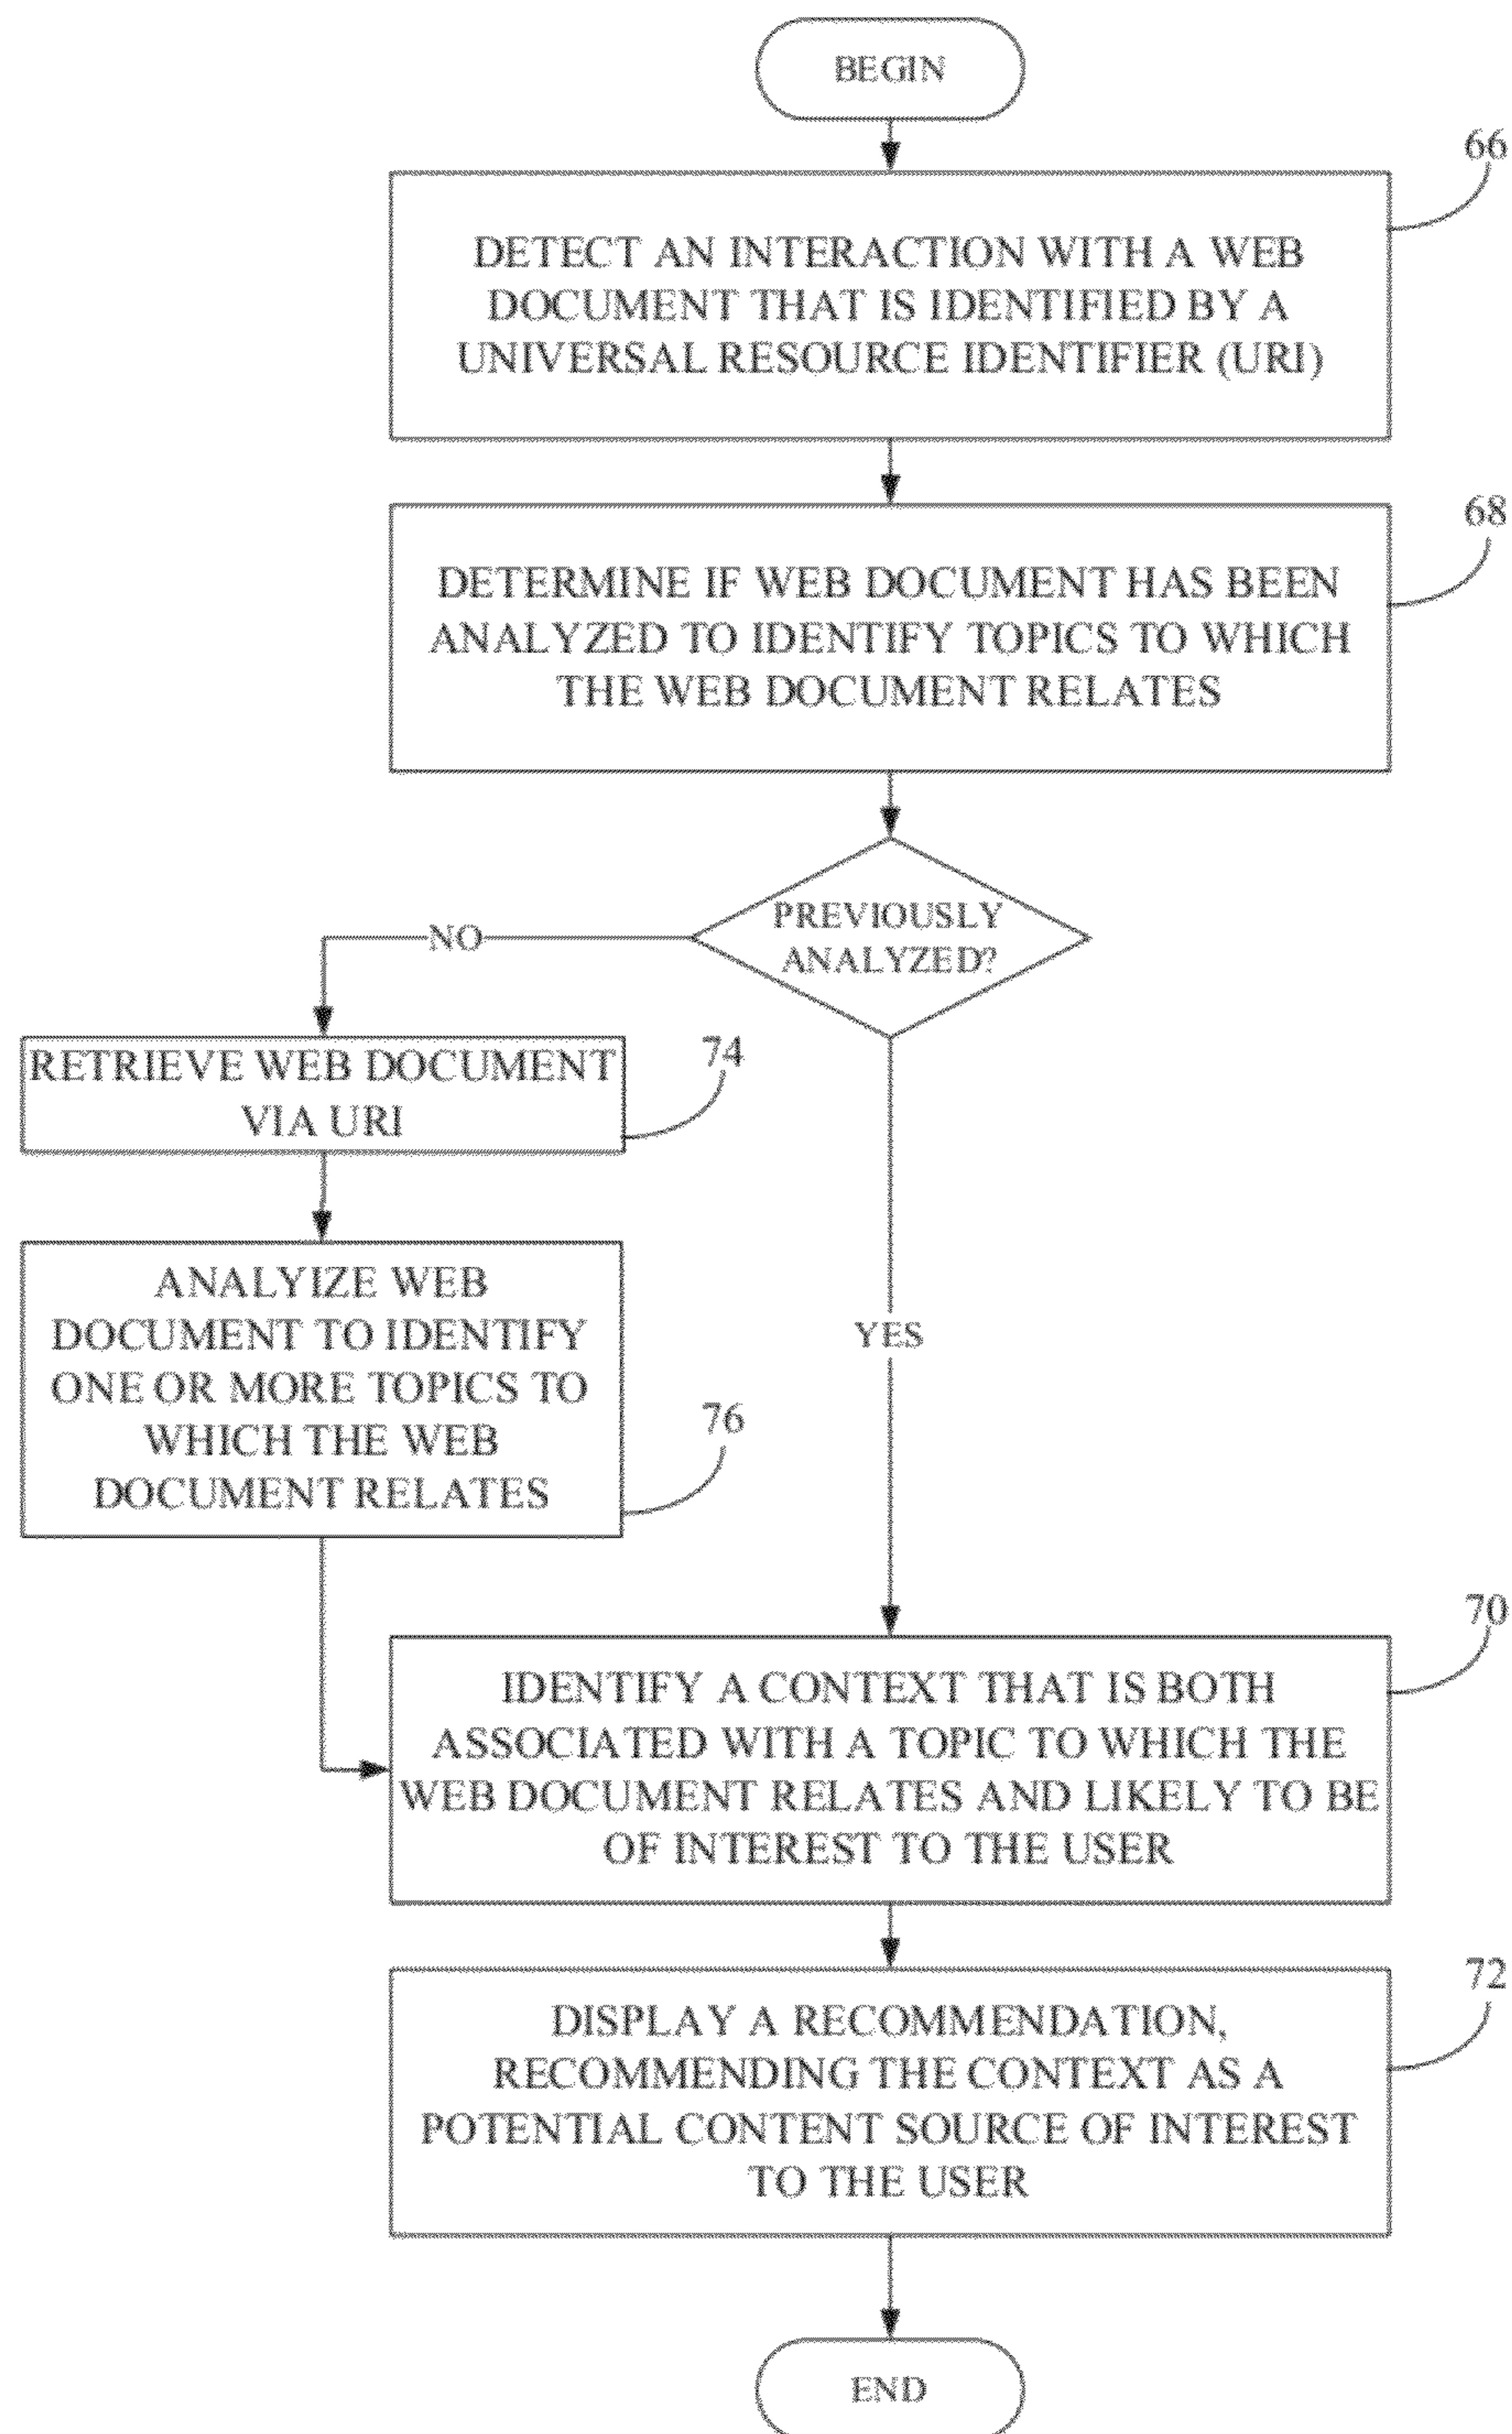 BEGIN
66
DETECT AN INTERACTION WITH A WEB
DOCUMENT THAT IS IDENTIFIED BY A
UNIVERSAL RESOURCE IDENTIFIER (URI)
68
DETERMINE IF WEB DOCUMENT HAS BEEN
ANALYZED TO IDENTIFY TOPICS TO WHICH
THE WEB DOCUMENT RELATES
PREVIOUSLY
ANALYZED?
NO
RETRIEVE WEB DOCUMENT
VIA URI
74
ANALYIZE WEB
DOCUMENT TO IDENTIFY
ONE OR MORE TOPICS TO
WHICH THE WEB
DOCUMENT RELATES
76
YES
70
IDENTIFY A CONTEXT THAT IS BOTH
ASSOCIATED WITH A TOPIC TO WHICH THE
WEB DOCUMENT RELATES AND LIKELY TO BE
OF INTEREST TO THE USER
72
DISPLAY A RECOMMENDATION,
RECOMMENDING THE CONTEXT AS A
POTENTIAL CONTENT SOURCE OF INTEREST
TO THE USER
END